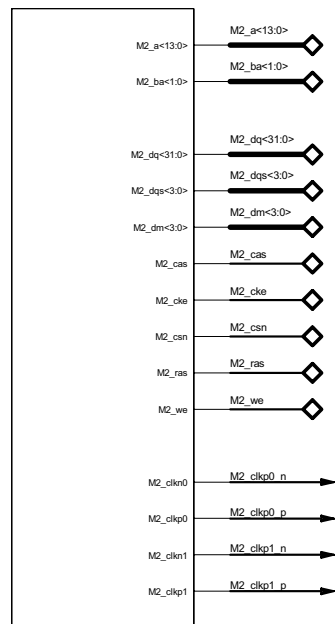 M2_a<13:0> M2_a<13:0>
M2_ba<1:0> M2_ba<1:0>
M2_dq<31:0> M2_dq<31:0>
M2_dqs<3:0> M2_dqs<3:0>
M2_dm<3:0> M2_dm<3:0>
M2_cas M2_cas
M2_cke M2_cke
M2_csn M2_csn
M2_ras M2_ras
M2_we M2_we
M2_clkn0 M2_clkp0_n
M2_clkp0 M2_clkp0_p
M2_clkn1 M2_clkp1_n
M2_clkp1 M2_clkp1_p